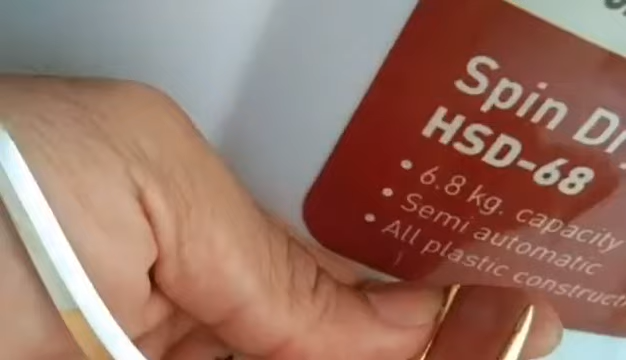 Spin
HSD-68
• 6.8 kg. capacity
• Semi automatic
• All plastic